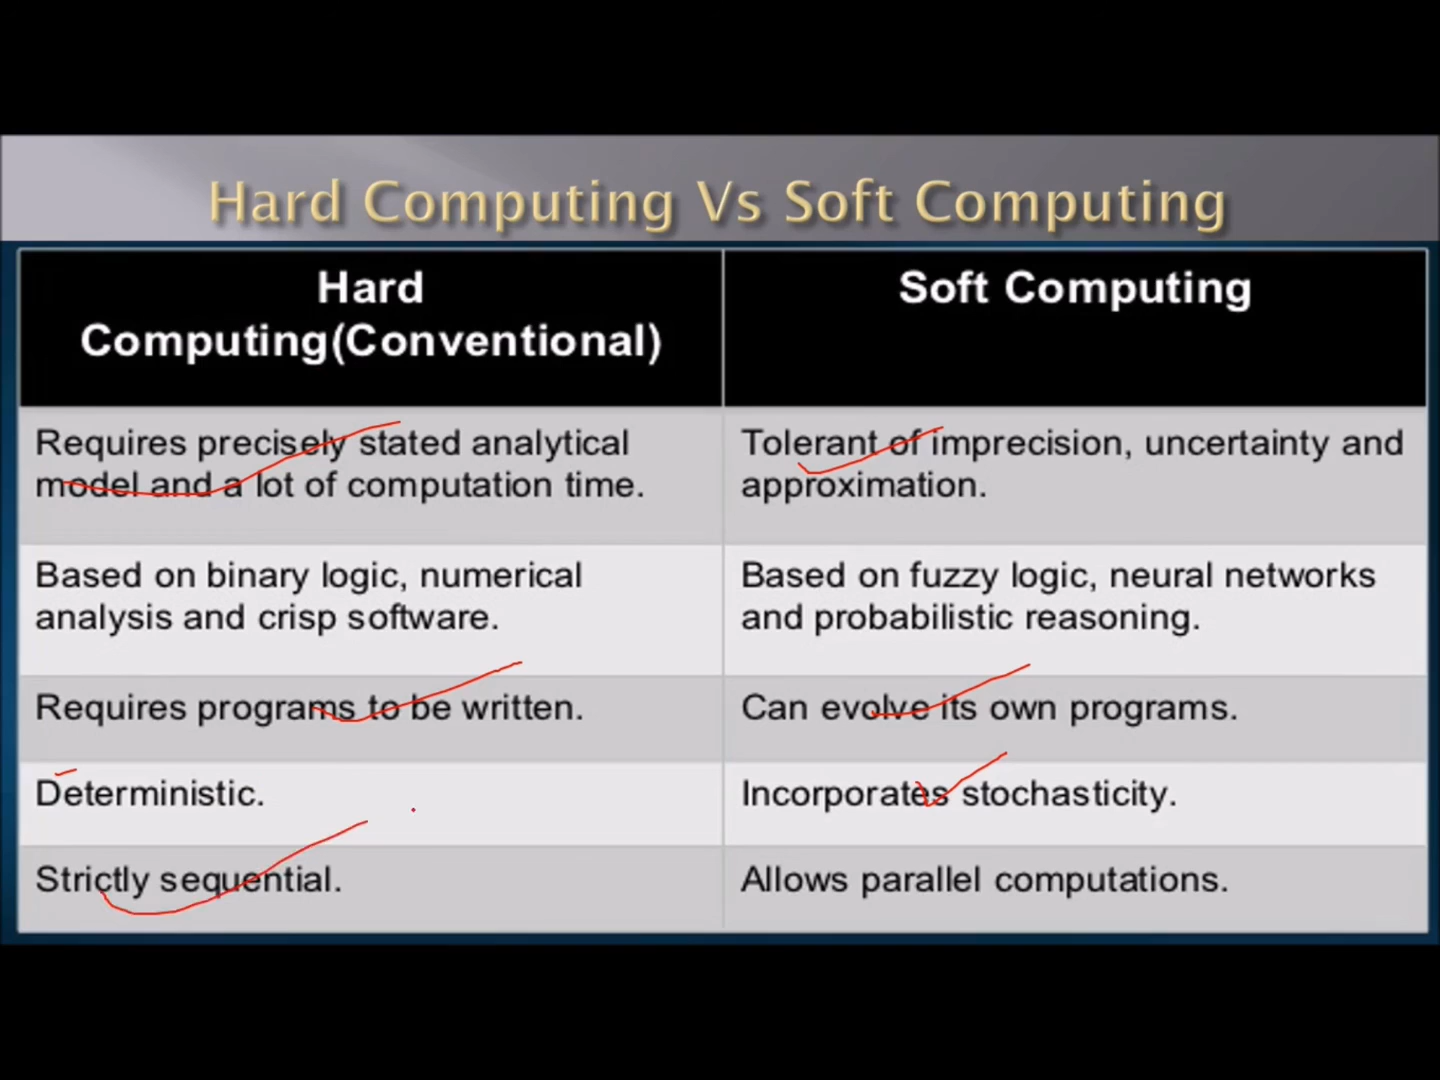 Hard Computing Vs Soft Computing
Hard
Computing(Conventional)
Soft Computing
Requires precisely stated analytical
model and a lot of computation time.
Tolerant of imprecision, uncertainty and
approximation.
Based on binary logic, numerical
analysis and crisp software.
Based on fuzzy logic, neural networks
and probabilistic reasoning.
Requires programs to be written.
Can evolve its own programs.
Deterministic.
Incorporates stochasticity.
Strictly sequential.
Allows parallel computations.